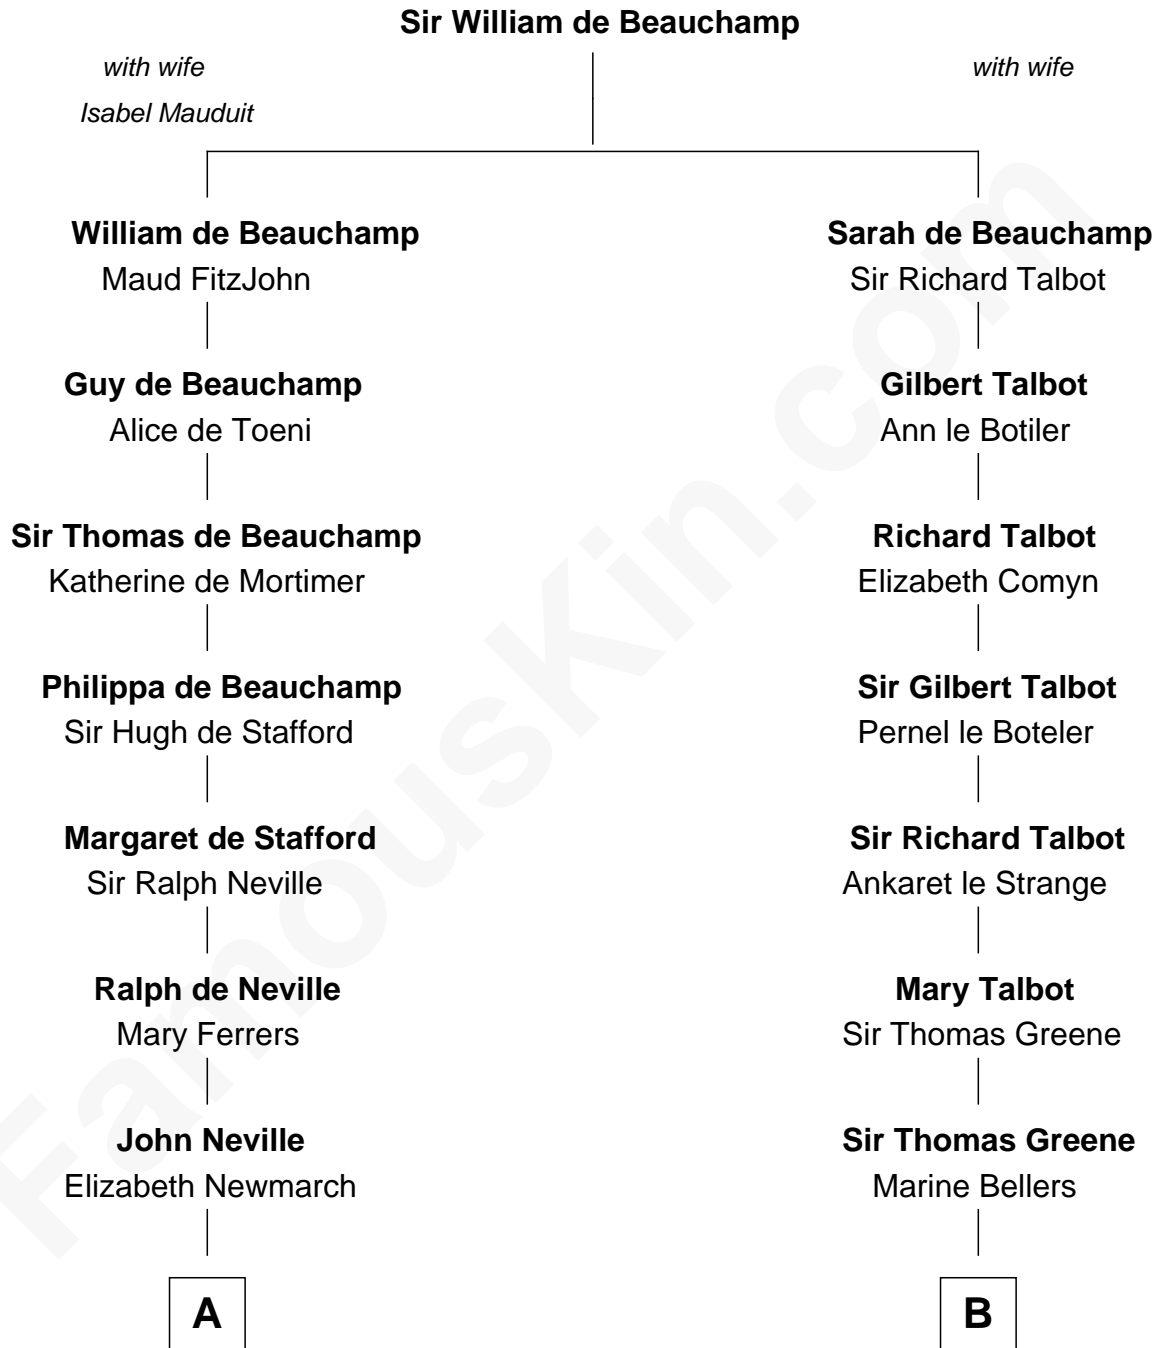 Sir William de Beauchamp
with wife
Isabel Mauduit
with wife
William de Beauchamp
Maud FitzJohn
Sarah de Beauchamp
Sir Richard Talbot
Guy de Beauchamp
Alice de Toeni
Gilbert Talbot
Ann le Botiler
Sir Thomas de Beauchamp
Katherine de Mortimer
Richard Talbot
Elizabeth Comyn
Philippa de Beauchamp
Sir Hugh de Stafford
Sir Gilbert Talbot
Pernel le Boteler
Margaret de Stafford
Sir Ralph Neville
Sir Richard Talbot
Ankaret le Strange
Ralph de Neville
Mary Ferrers
Mary Talbot
Sir Thomas Greene
John Neville
Elizabeth Newmarch
Sir Thomas Greene
Marine Bellers
A
B
FamousKin.com